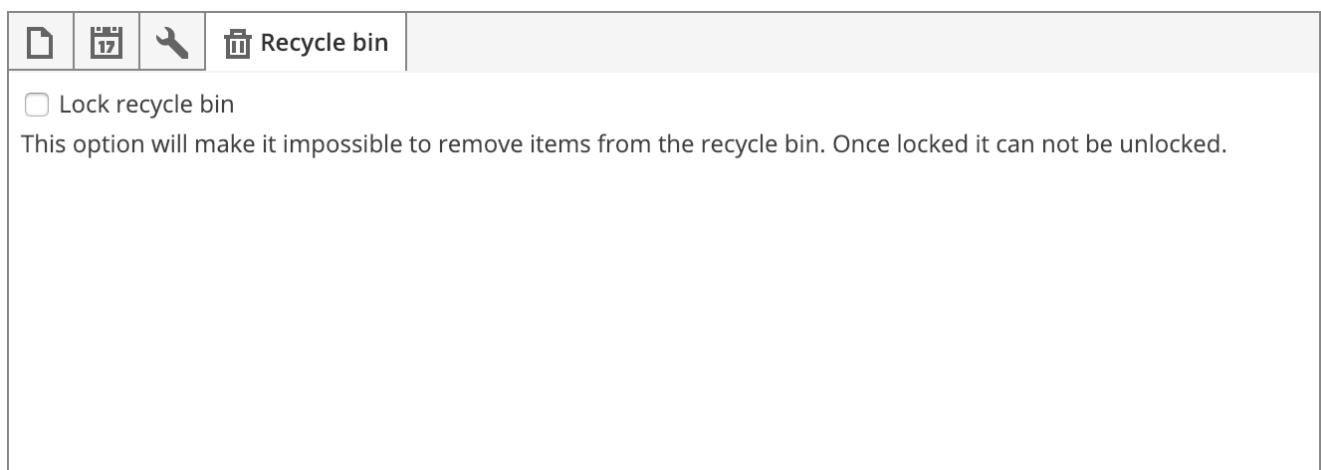 17
Recycle bin
Lock recycle bin
This option will make it impossible to remove items from the recycle bin. Once locked it can not be unlocked.